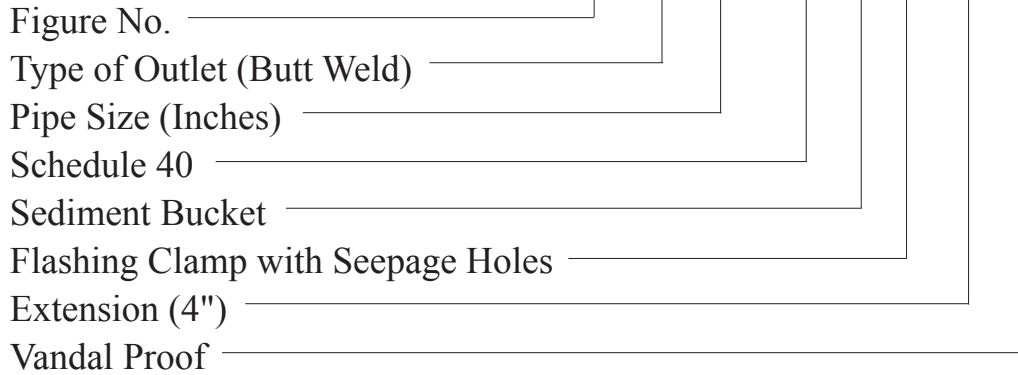 Figure No.
Type of Outlet (Butt Weld)
Pipe Size (Inches)
Schedule 40
Sediment Bucket
Flashing Clamp with Seepage Holes
Extension (4")
Vandal Proof